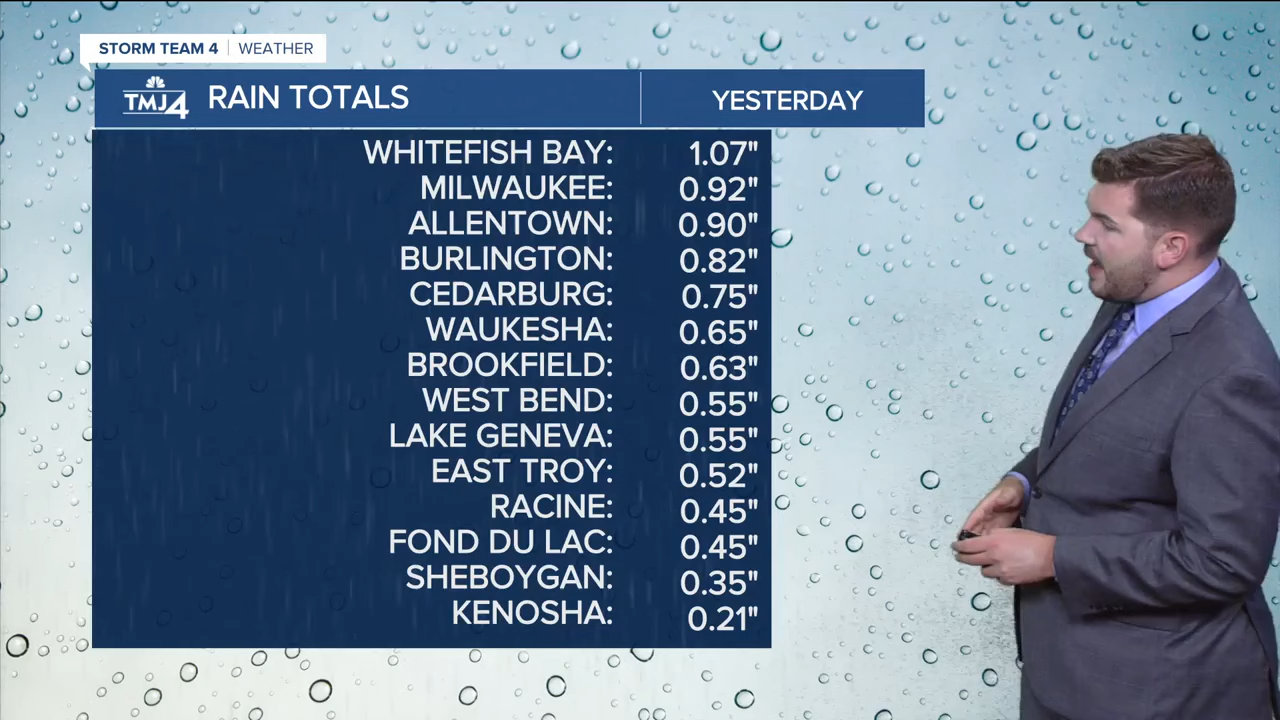 STORM TEAM 4 | WEATHER
TMJ4 RAIN TOTALS YESTERDAY
WHITEFISH BAY: 1.07"
MILWAUKEE: 0.92"
ALLENTOWN: 0.90"
BURLINGTON: 0.82"
CEDARBURG: 0.75"
WAUKESHA: 0.65"
BROOKFIELD: 0.63"
WEST BEND: 0.55"
LAKE GENEVA: 0.55"
EAST TROY: 0.52"
RACINE: 0.45"
FOND DU LAC: 0.45"
SHEBOYGAN: 0.35"
KENOSHA: 0.21"